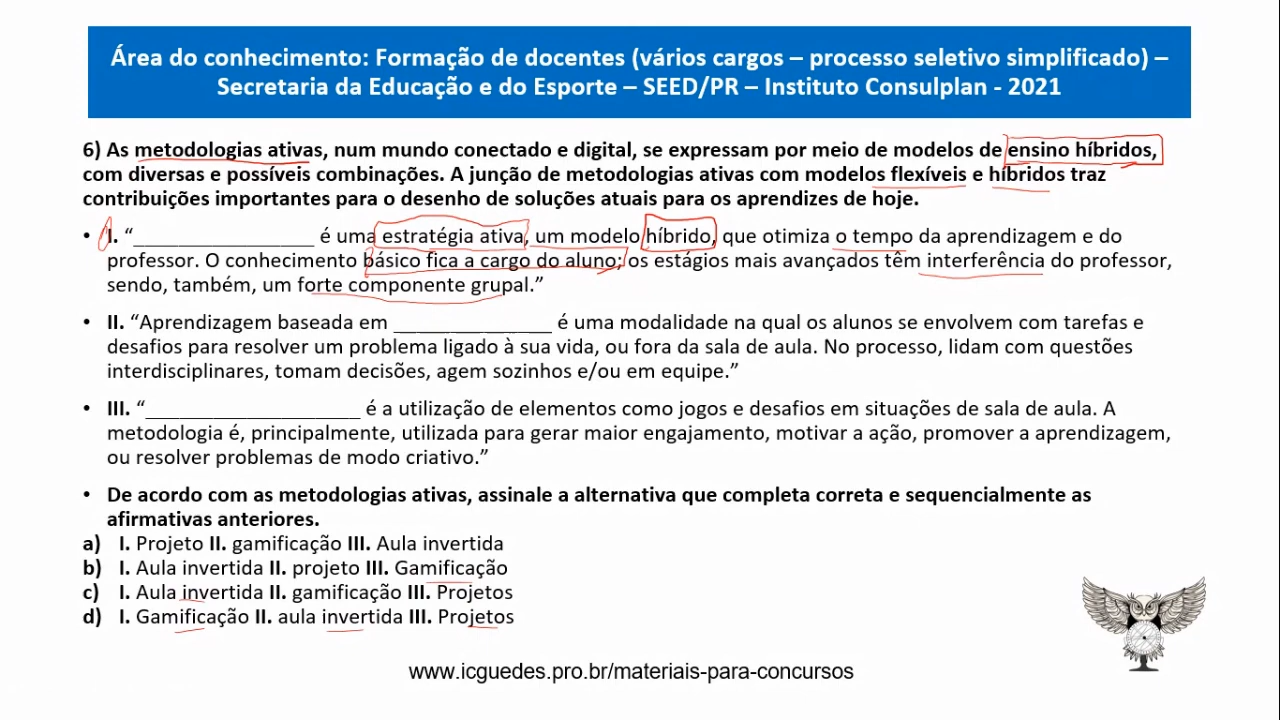 Área do conhecimento: Formação de docentes (vários cargos – processo seletivo simplificado) –
Secretaria da Educação e do Esporte – SEED/PR – Instituto Consulplan - 2021
6) As metodologias ativas, num mundo conectado e digital, se expressam por meio de modelos de ensino híbridos,
com diversas e possíveis combinações. A junção de metodologias ativas com modelos flexíveis e híbridos traz
contribuições importantes para o desenho de soluções atuais para os aprendizes de hoje.
• I. “_________________ é uma estratégia ativa, um modelo híbrido, que otimiza o tempo da aprendizagem e do
professor. O conhecimento básico fica a cargo do aluno; os estágios mais avançados têm interferência do professor,
sendo, também, um forte componente grupal.”
• II. “Aprendizagem baseada em _______________ é uma modalidade na qual os alunos se envolvem com tarefas e
desafios para resolver um problema ligado à sua vida, ou fora da sala de aula. No processo, lidam com questões
interdisciplinares, tomam decisões, agem sozinhos e/ou em equipe.”
• III. “____________________ é a utilização de elementos como jogos e desafios em situações de sala de aula. A
metodologia é, principalmente, utilizada para gerar maior engajamento, motivar a ação, promover a aprendizagem,
ou resolver problemas de modo criativo.”
• De acordo com as metodologias ativas, assinale a alternativa que completa correta e sequencialmente as
afirmativas anteriores.
a) I. Projeto II. gamificação III. Aula invertida
b) I. Aula invertida II. projeto III. Gamificação
c) I. Aula invertida II. gamificação III. Projetos
d) I. Gamificação II. aula invertida III. Projetos
www.icguedes.pro.br/materiais-para-concursos